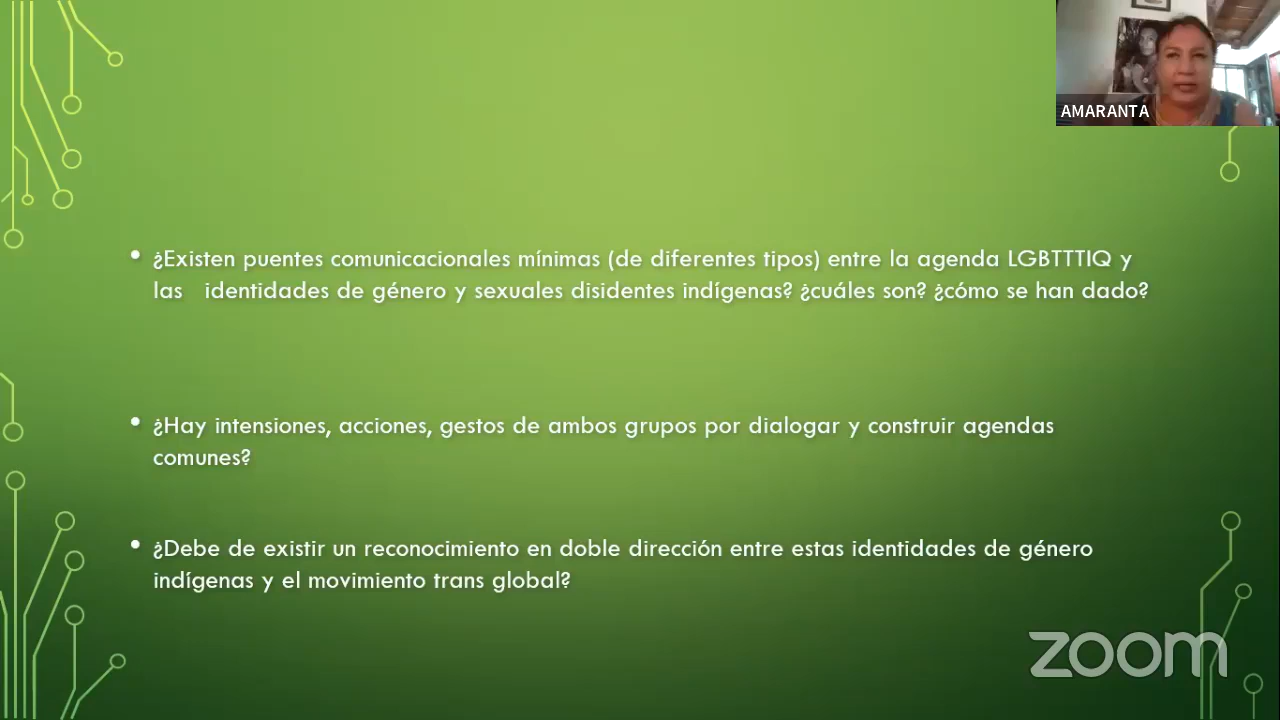 AMARANTA
• ¿Existen puentes comunicacionales mínimas (de diferentes tipos) entre la agenda LGBTTTIQ y
las identidades de género y sexuales disidentes indígenas? ¿cuáles son? ¿cómo se han dado?
• ¿Hay intensiones, acciones, gestos de ambos grupos por dialogar y construir agendas
comunes?
• ¿Debe de existir un reconocimiento en doble dirección entre estas identidades de género
indígenas y el movimiento trans global?
zoom